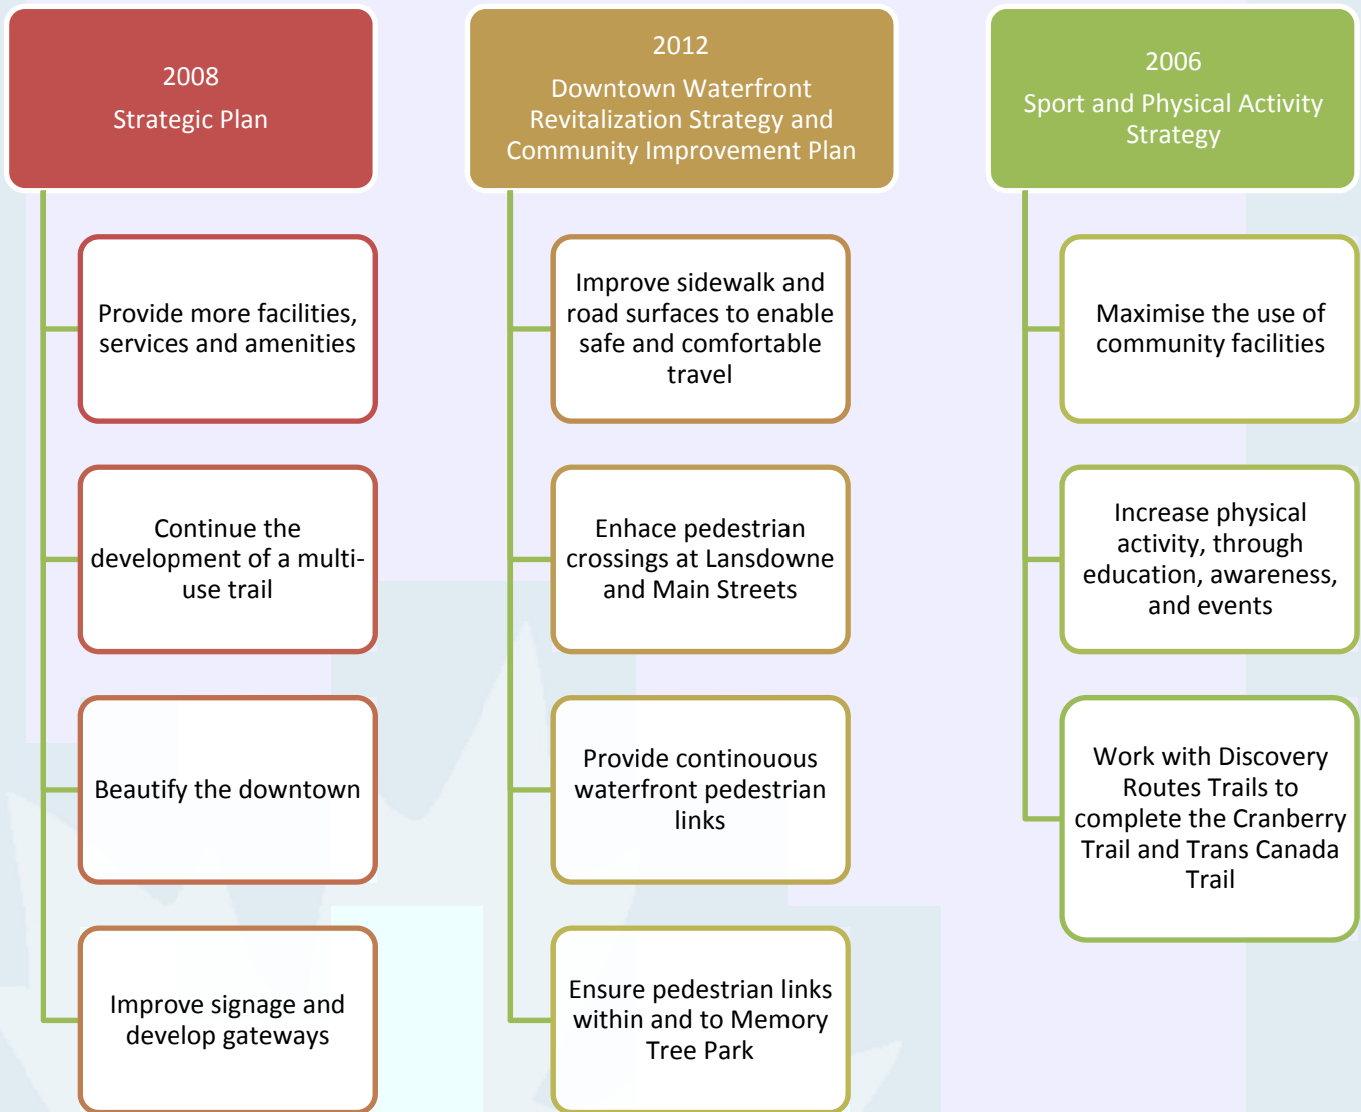 2008
Strategic Plan
Provide more facilities,
services and amenities
Continue the
development of a multi-
use trail
Beautify the downtown
Improve signage and
develop gateways
2012
Downtown Waterfront
Revitalization Strategy and
Community Improvement Plan
Improve sidewalk and
road surfaces to enable
safe and comfortable
travel
Enhace pedestrian
crossings at Lansdowne
and Main Streets
Provide continouous
waterfront pedestrian
links
Ensure pedestrian links
within and to Memory
Tree Park
2006
Sport and Physical Activity
Strategy
Maximise the use of
community facilities
Increase physical
activity, through
education, awareness,
and events
Work with Discovery
Routes Trails to
complete the Cranberry
Trail and Trans Canada
Trail